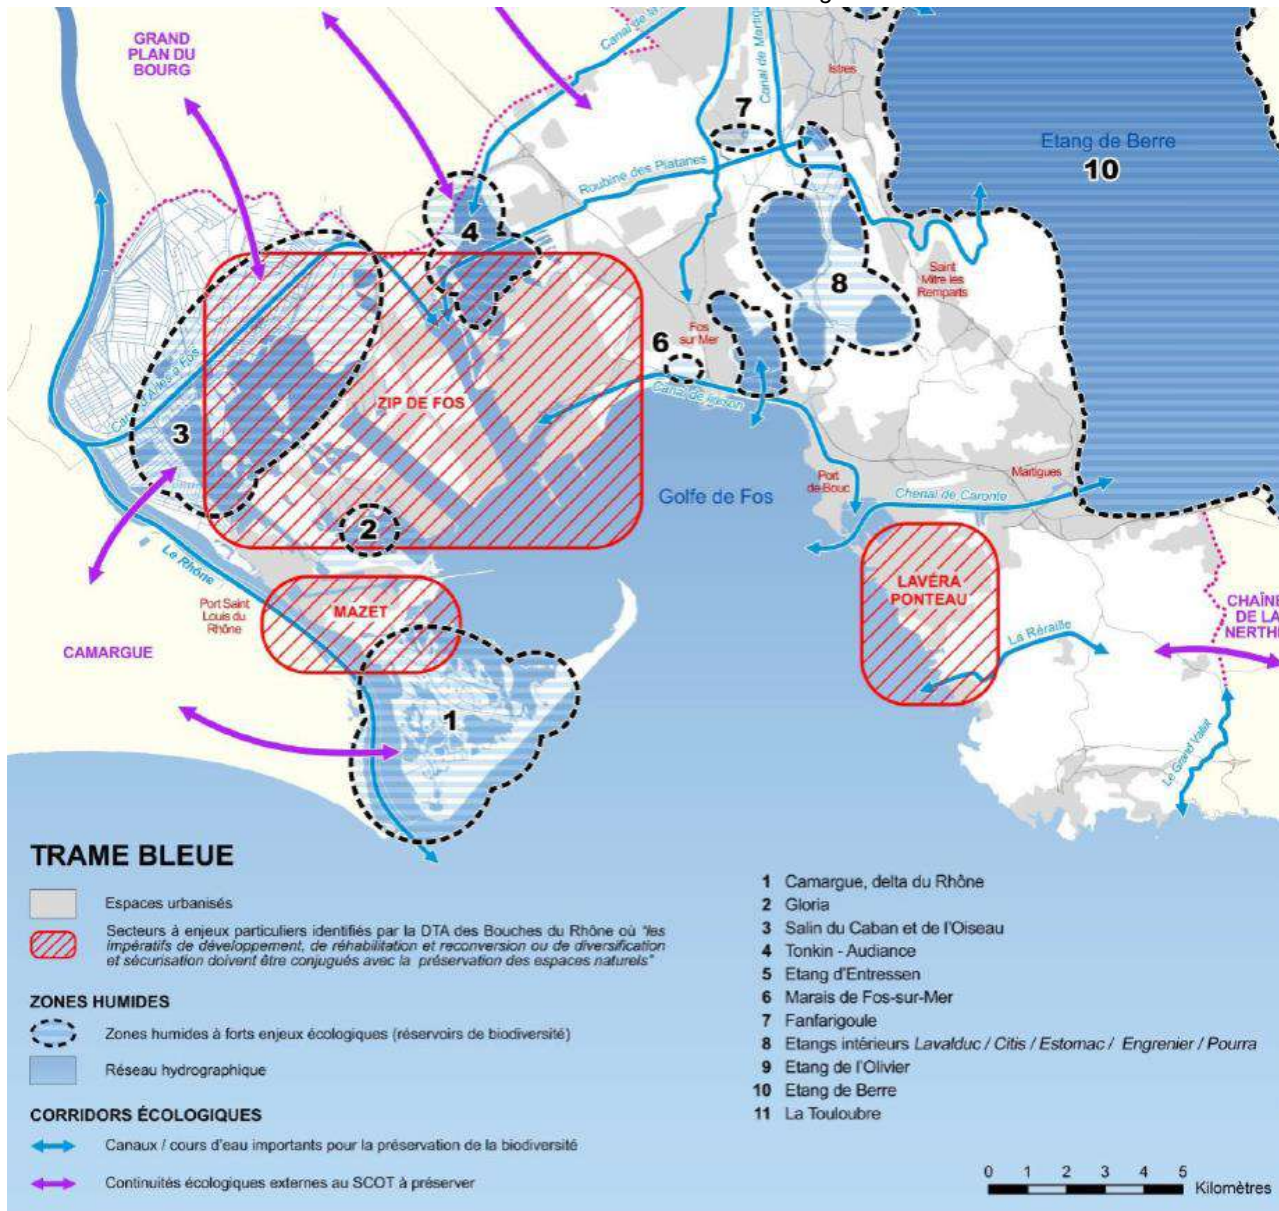 GRAND
PLAN DU
BOURG
Canal de la
Canal de Martig
Istres
7
Etang de Berre
10
Roubine des Platanes
4
8
Saint
Mitre les
Remparts
Fos
sur Mer
6
Canal d'Arles à Fos
3
ZIP DE FOS
Golfe de Fos
Port
de-Bouc
Martigues
Chenal de Caronte
2
Le Rhône
Port Saint
Louis du
Rhône
MAZET
LAVÉRA
PONTEAU
CHAÎNE
DE LA
NERTHE
La Réraille
CAMARGUE
1
Le Grand Vallat
TRAME BLEUE
Espaces urbanisés
Secteurs à enjeux particuliers identifiés par la DTA des Bouches du Rhône où "les
impératifs de développement, de réhabilitation et reconversion ou de diversification
et sécurisation doivent être conjugués avec la préservation des espaces naturels"
ZONES HUMIDES
Zones humides à forts enjeux écologiques (réservoirs de biodiversité)
Réseau hydrographique
CORRIDORS ÉCOLOGIQUES
Canaux / cours d'eau importants pour la préservation de la biodiversité
Continuités écologiques externes au SCOT à préserver
1 Camargue, delta du Rhône
2 Gloria
3 Salin du Caban et de l'Oiseau
4 Tonkin - Audiance
5 Etang d'Entressen
6 Marais de Fos-sur-Mer
7 Fanfarigoule
8 Etangs intérieurs Lavalduc / Citis / Estomac / Engrenier / Pourra
9 Etang de l'Olivier
10 Etang de Berre
11 La Touloubre
0 1 2 3 4 5
Kilomètres